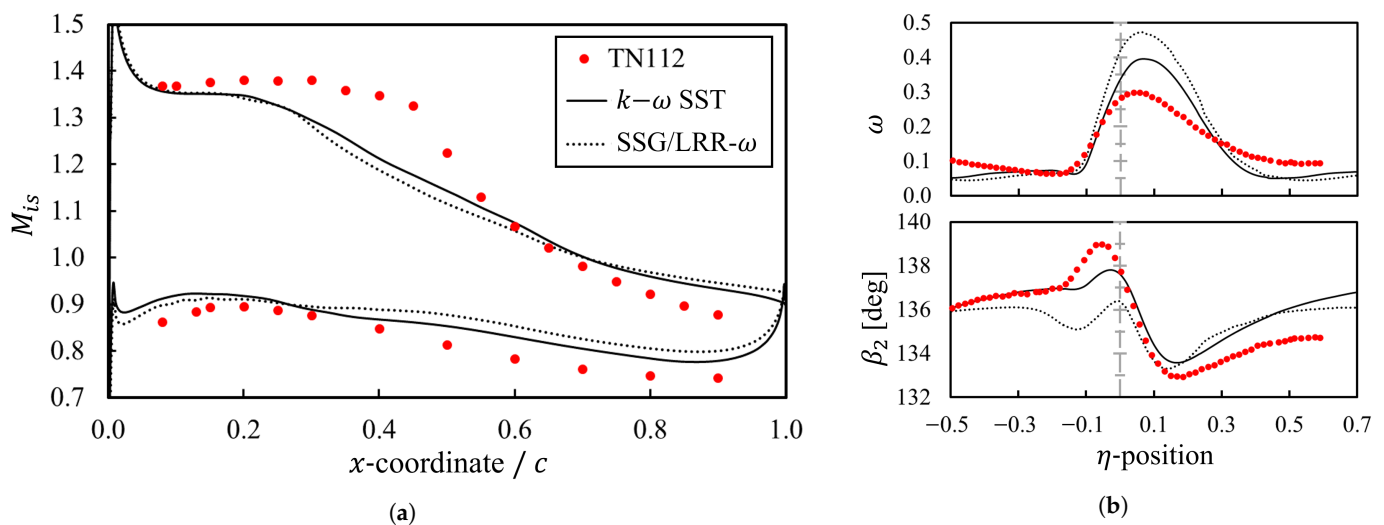 1.5
1.4
1.3
1.2
1.1
1.0
0.9
0.8
0.7
M_is
TN112
k−ω SST
SSG/LRR-ω
0.0 0.2 0.4 0.6 0.8 1.0
x-coordinate / c
(a)
0.5
0.4
0.3
0.2
0.1
0.0
ω
140
138
136
134
132
β₂ [deg]
−0.5 −0.3 −0.1 0.1 0.3 0.5 0.7
η-position
(b)